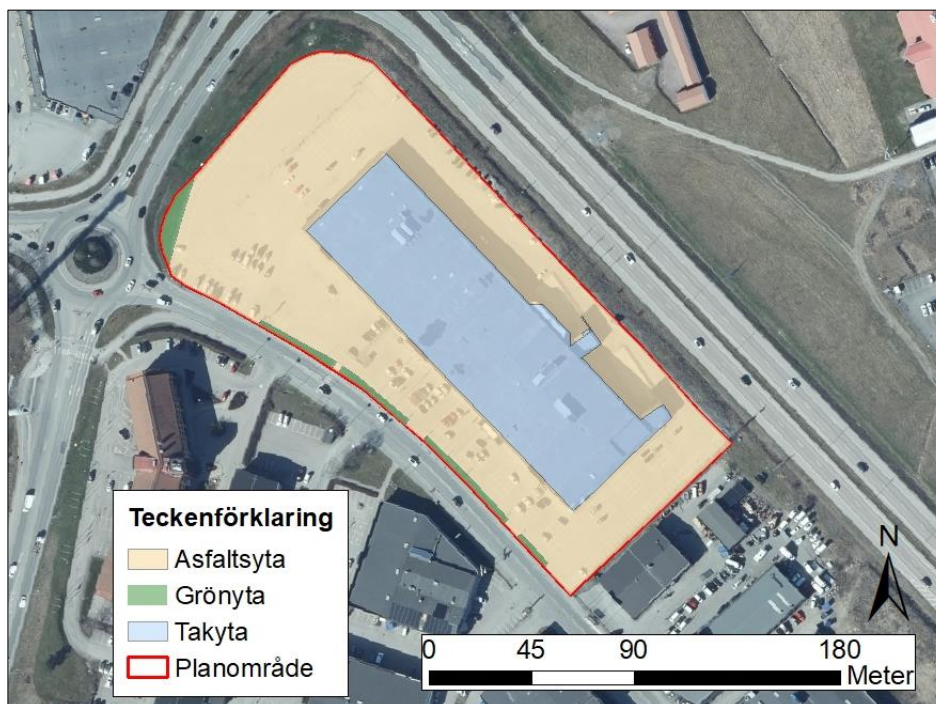 N
Teckenförklaring
Asfaltsyta
Grönyta
Takyta
Planområde
0 45 90 180
Meter